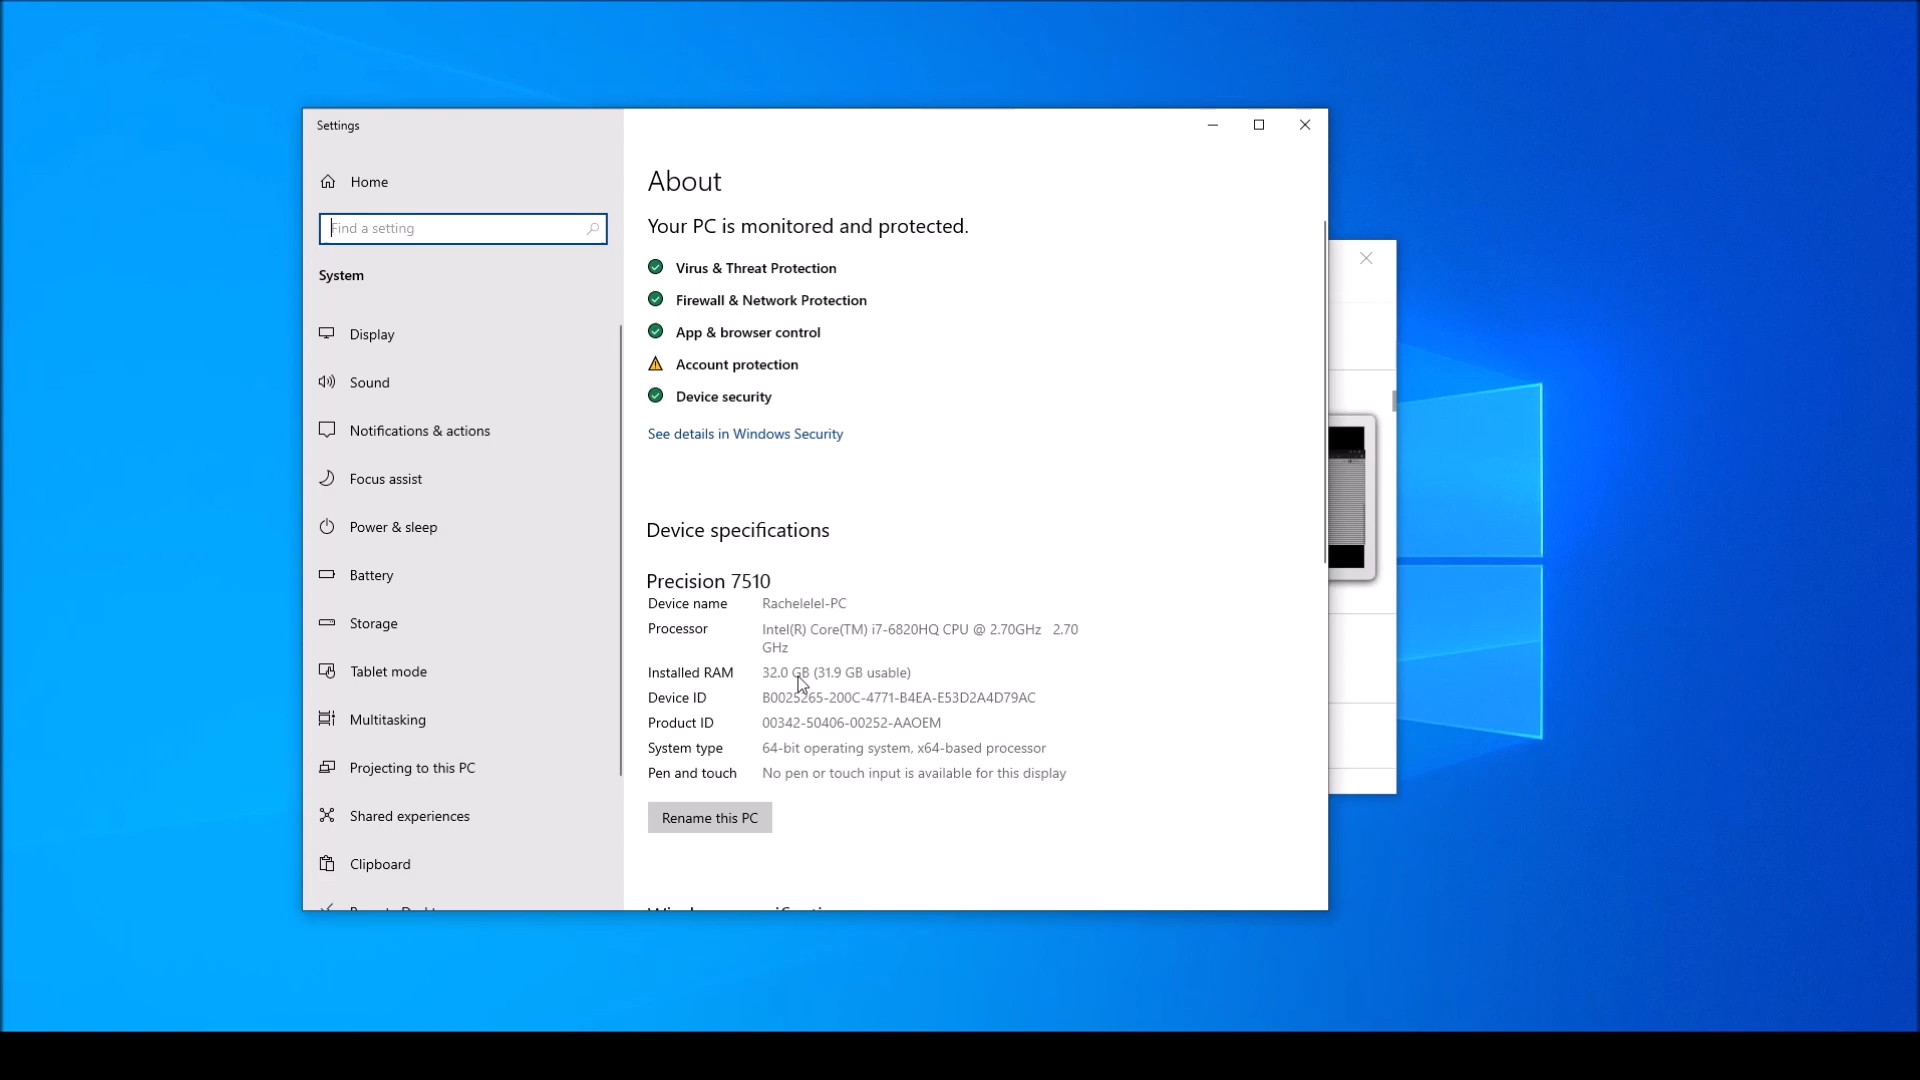 Settings
Home
Find a setting
System
Display
Sound
Notifications & actions
Focus assist
Power & sleep
Battery
Storage
Tablet mode
Multitasking
Projecting to this PC
Shared experiences
Clipboard
About
Your PC is monitored and protected.
Virus & Threat Protection
Firewall & Network Protection
App & browser control
Account protection
Device security
See details in Windows Security
Device specifications
Precision 7510
Device name Rachelelel-PC
Processor Intel(R) Core(TM) i7-6820HQ CPU @ 2.70GHz 2.70
GHz
Installed RAM 32.0 GB (31.9 GB usable)
Device ID B0025265-200C-4771-B4EA-E53D2A4D79AC
Product ID 00342-50406-00252-AAOEM
System type 64-bit operating system, x64-based processor
Pen and touch No pen or touch input is available for this display
Rename this PC